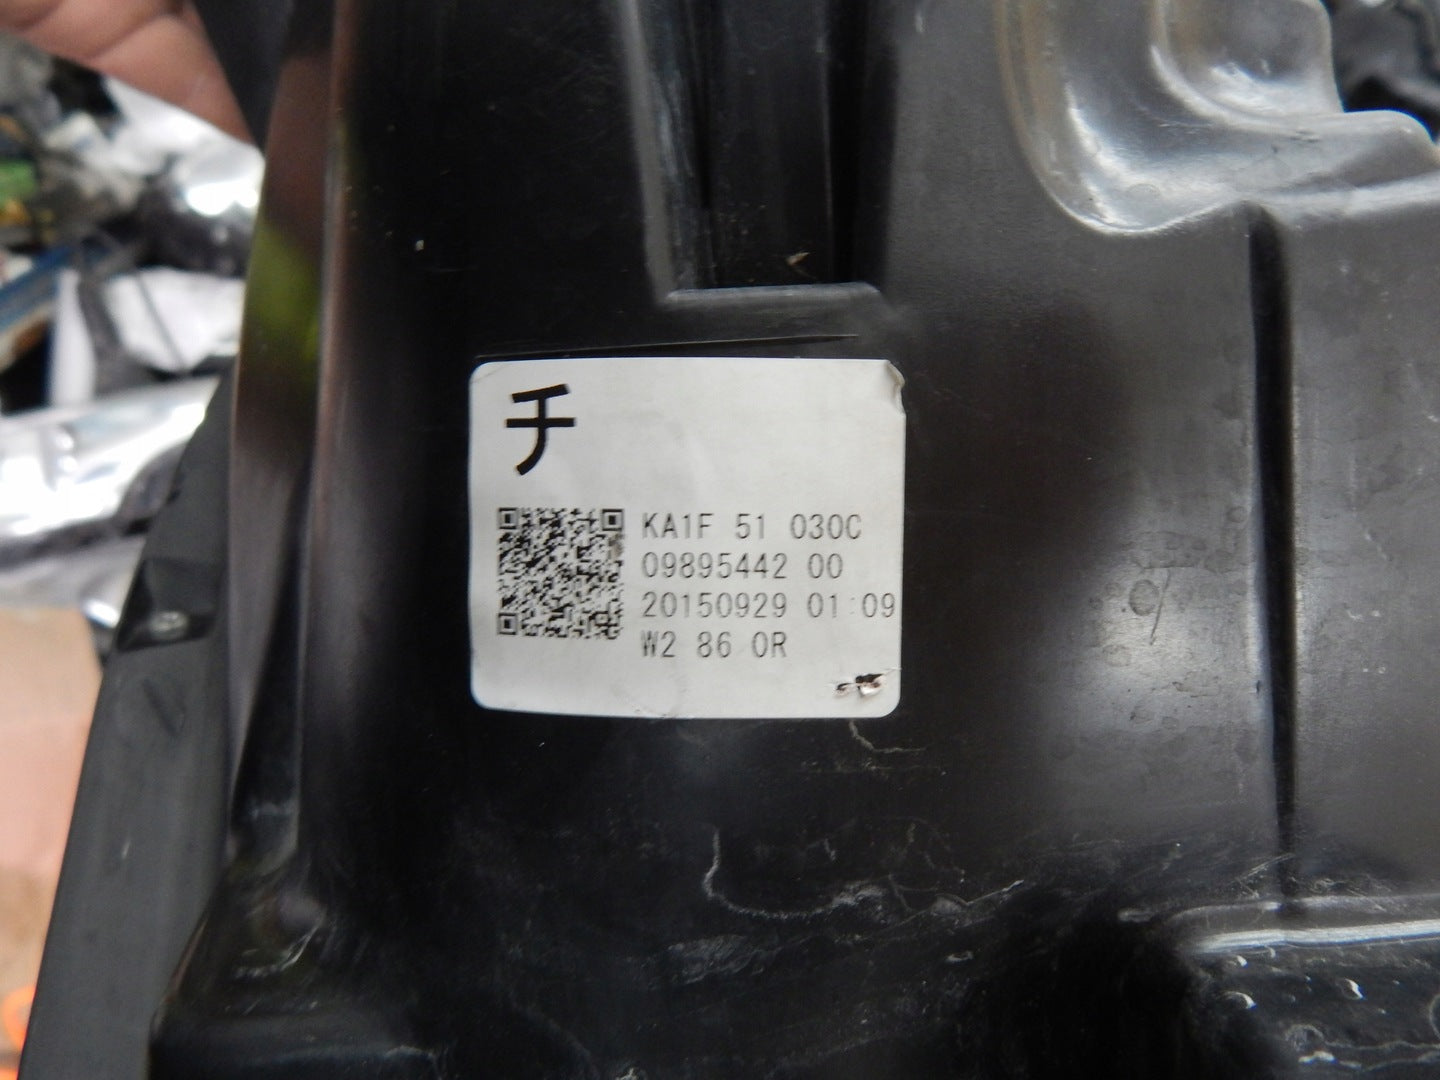 チ
KA1F 51 030C
09895442 00
20150929 01:09
W2 86 0R